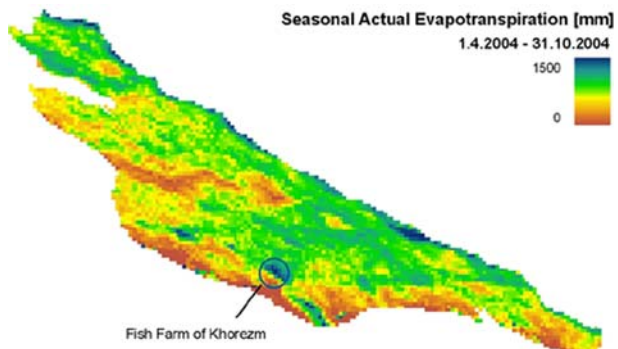 Seasonal Actual Evapotranspiration [mm]
1.4.2004 - 31.10.2004
1500
0
Fish Farm of Khorezm